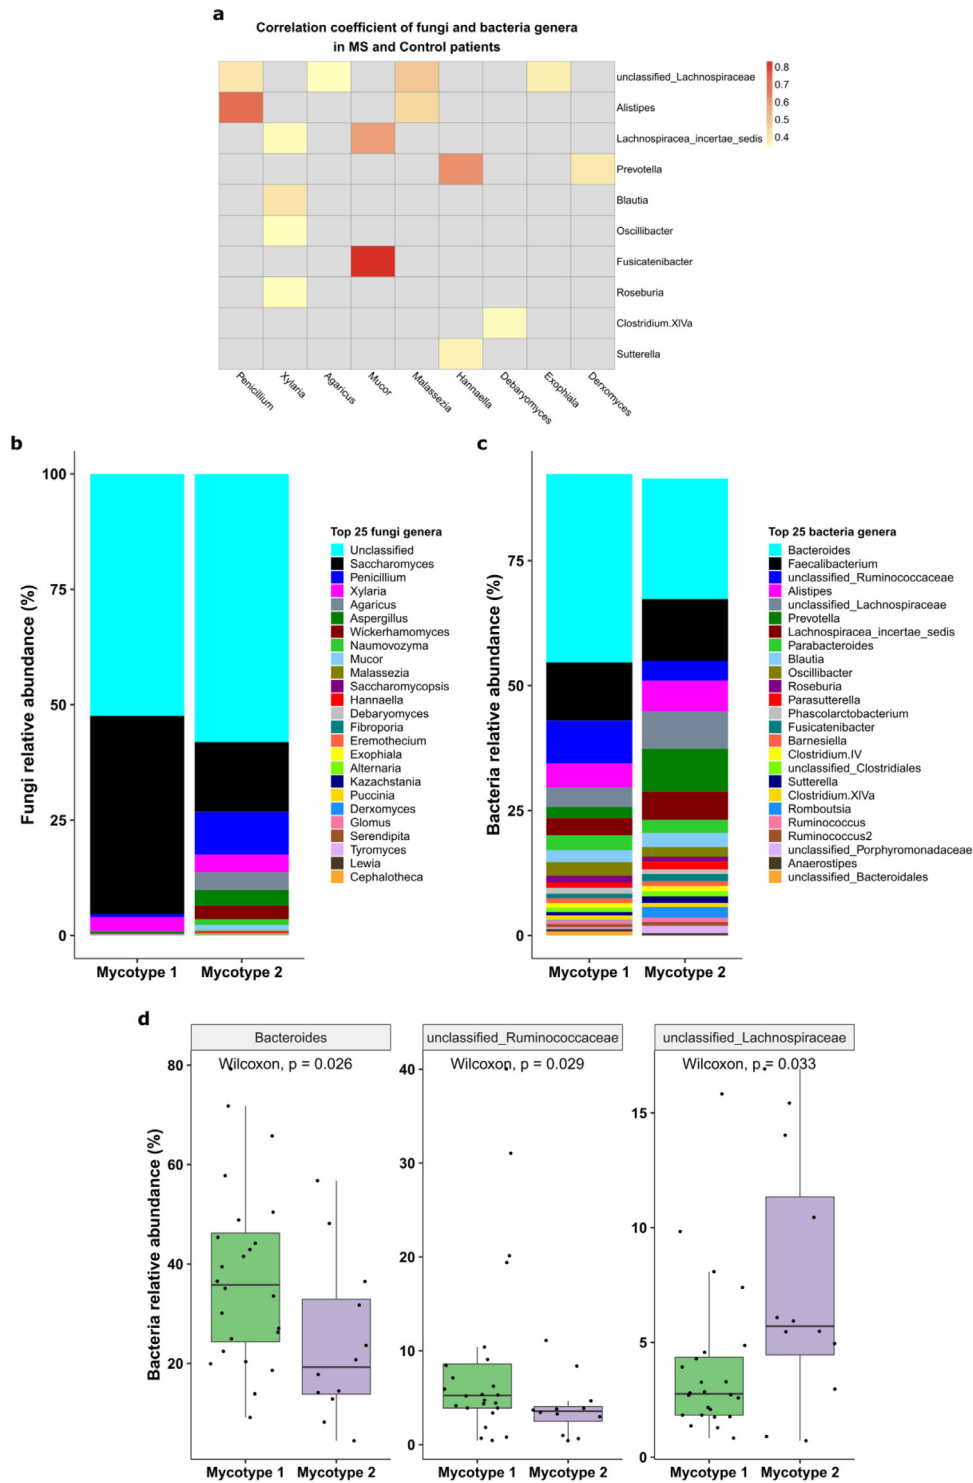 a
Correlation coefficient of fungi and bacteria genera
in MS and Control patients
0.8
0.7
0.6
0.5
0.4
unclassified_Lachnospiraceae
Alistipes
Lachnospiracea_incertae_sedis
Prevotella
Blautia
Oscillibacter
Fusicatenibacter
Roseburia
Clostridium.XIVa
Sutterella
Penicillium
Xylaria
Agaricus
Mucor
Malassezia
Hannaella
Debaryomyces
Exophiala
Derxomyces
b
Fungi relative abundance (%)
100
75
50
25
0
Mycotype 1
Mycotype 2
Top 25 fungi genera
Unclassified
Saccharomyces
Penicillium
Xylaria
Agaricus
Aspergillus
Wickerhamomyces
Naumovozyma
Mucor
Malassezia
Saccharomycopsis
Hannaella
Debaryomyces
Fibroporia
Eremothecium
Exophiala
Alternaria
Kazachstania
Puccinia
Derxomyces
Glomus
Serendipita
Tyromyces
Lewia
Cephalotheca
c
Bacteria relative abundance (%)
75
50
25
0
Mycotype 1
Mycotype 2
Top 25 bacteria genera
Bacteroides
Faecalibacterium
unclassified_Ruminococcaceae
Alistipes
unclassified_Lachnospiraceae
Prevotella
Lachnospiracea_incertae_sedis
Parabacteroides
Blautia
Oscillibacter
Roseburia
Parasutterella
Phascolarctobacterium
Fusicatenibacter
Barnesiella
Clostridium.IV
unclassified_Clostridiales
Sutterella
Clostridium.XIVa
Romboutsia
Ruminococcus
Ruminococcus2
unclassified_Porphyromonadaceae
Anaerostipes
unclassified_Bacteroidales
d
Bacteria relative abundance (%)
Bacteroides
Wilcoxon, p = 0.026
80
60
40
20
Mycotype 1
Mycotype 2
unclassified_Ruminococcaceae
Wilcoxon, p = 0.029
40
30
20
10
0
Mycotype 1
Mycotype 2
unclassified_Lachnospiraceae
Wilcoxon, p = 0.033
15
10
5
0
Mycotype 1
Mycotype 2